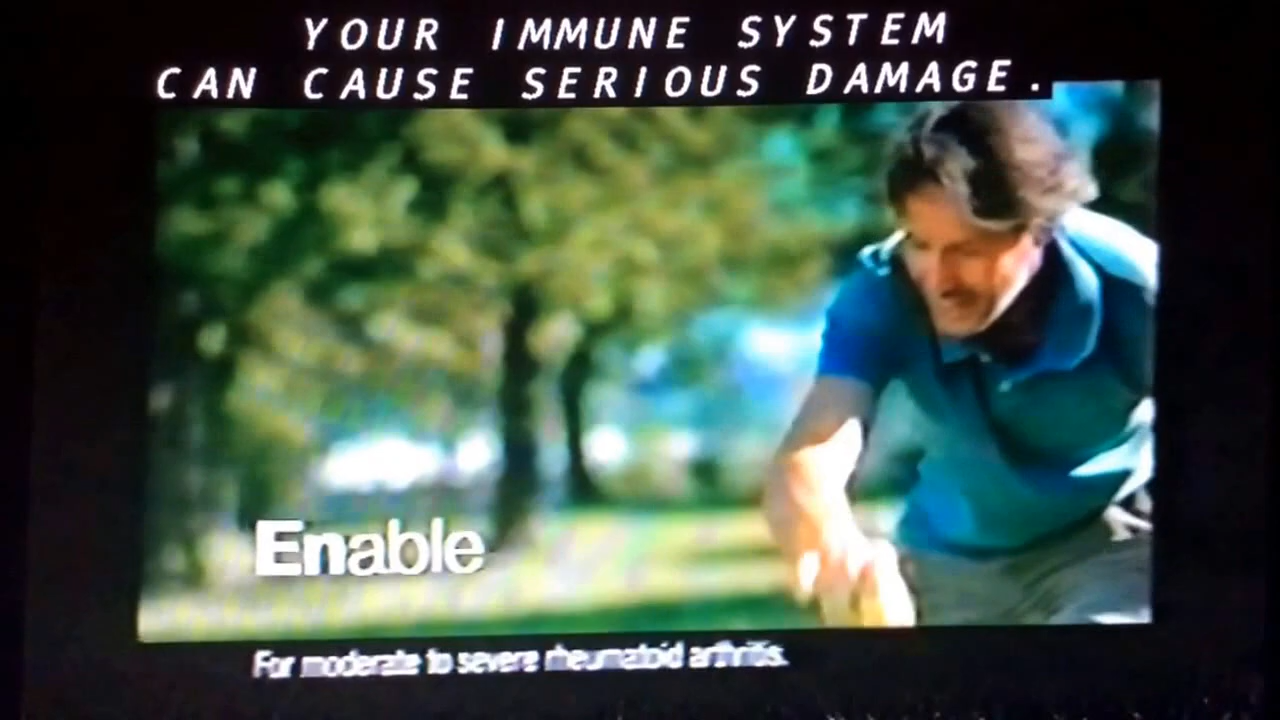 YOUR IMMUNE SYSTEM
CAN CAUSE SERIOUS DAMAGE.
Enable
For moderate to severe rheumatoid arthritis.